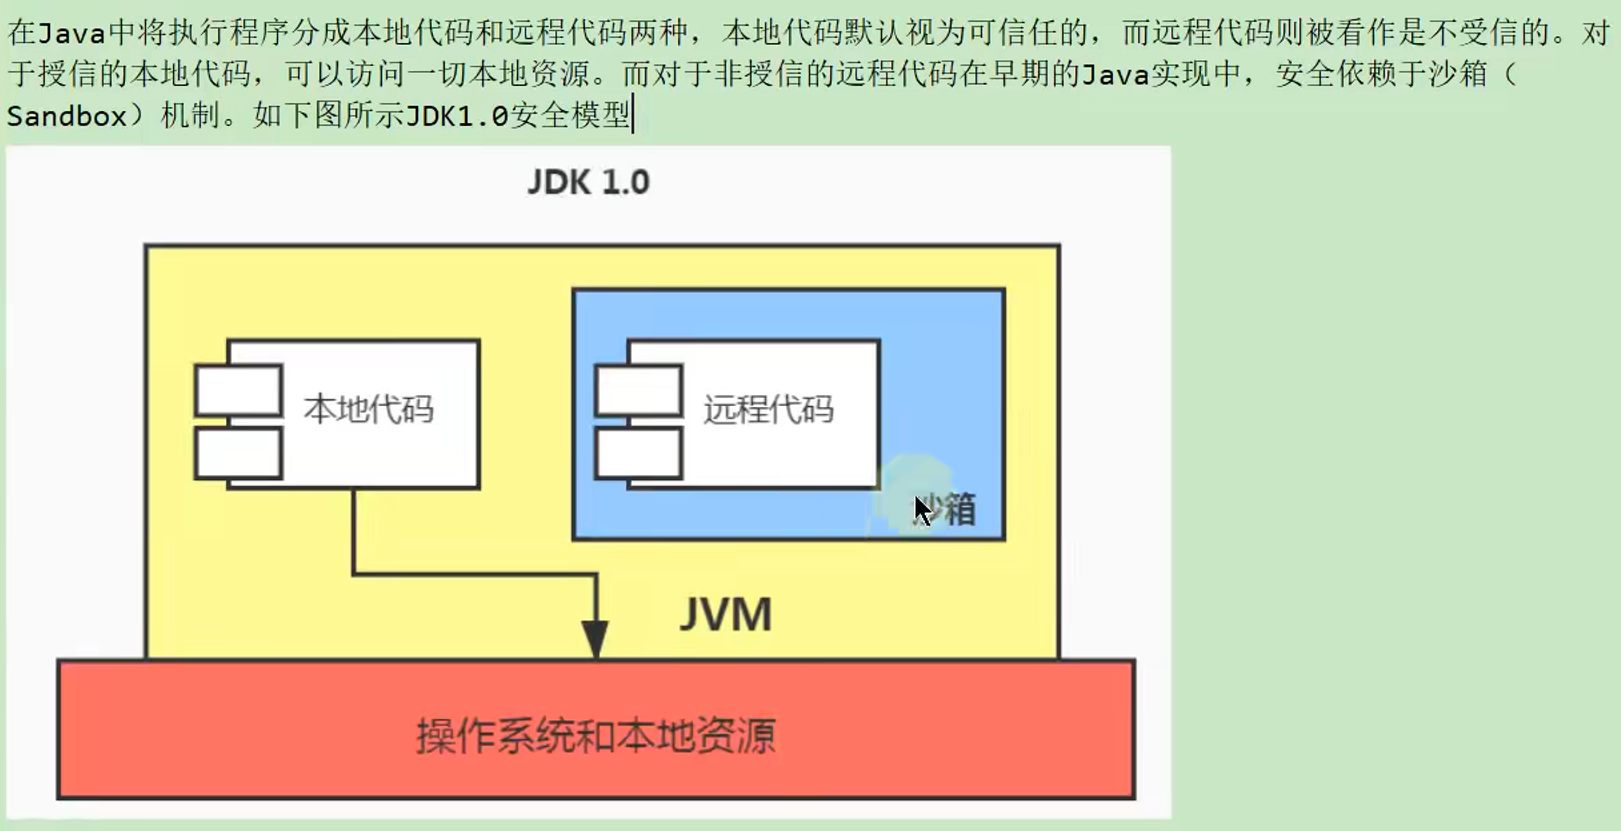 在Java中将执行程序分成本地代码和远程代码两种，本地代码默认视为可信任的，而远程代码则被看作是不受信的。对
于授信的本地代码，可以访问一切本地资源。而对于非授信的远程代码在早期的Java实现中，安全依赖于沙箱（
Sandbox）机制。如下图所示JDK1.0安全模型
JDK 1.0
本地代码
远程代码
沙箱
JVM
操作系统和本地资源